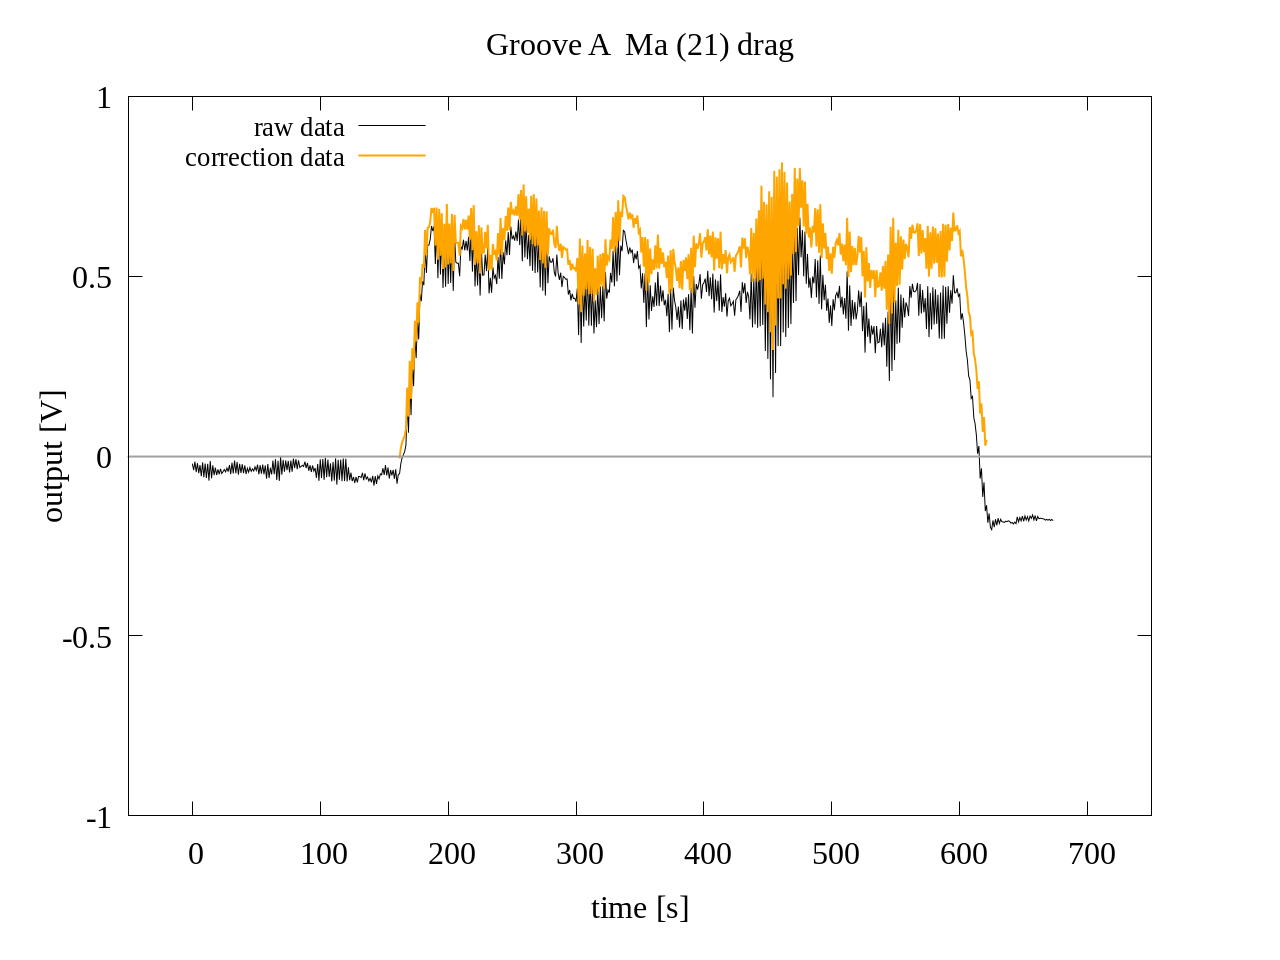 Groove A  Ma (21) drag
raw data
correction data
1
0.5
0
-0.5
-1
output [V]
0 100 200 300 400 500 600 700
time [s]